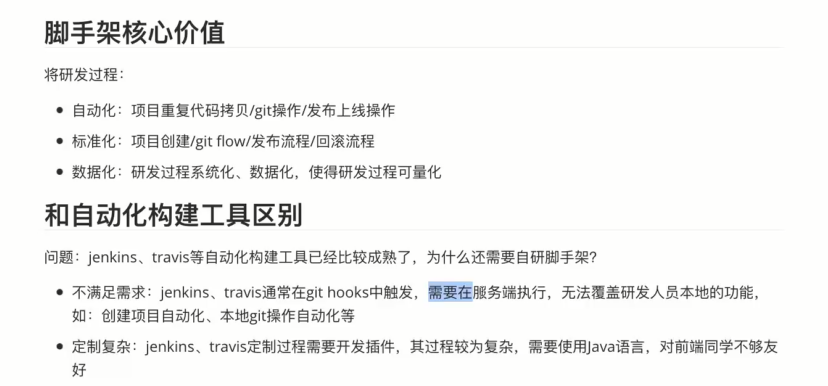 脚手架核心价值
将研发过程：
• 自动化：项目重复代码拷贝/git操作/发布上线操作
• 标准化：项目创建/git flow/发布流程/回滚流程
• 数据化：研发过程系统化、数据化，使得研发过程可量化
和自动化构建工具区别
问题：jenkins、travis等自动化构建工具已经比较成熟了，为什么还需要自研脚手架？
• 不满足需求：jenkins、travis通常在git hooks中触发，需要在服务端执行，无法覆盖研发人员本地的功能，
如：创建项目自动化、本地git操作自动化等
• 定制复杂：jenkins、travis定制过程需要开发插件，其过程较为复杂，需要使用Java语言，对前端同学不够友
好